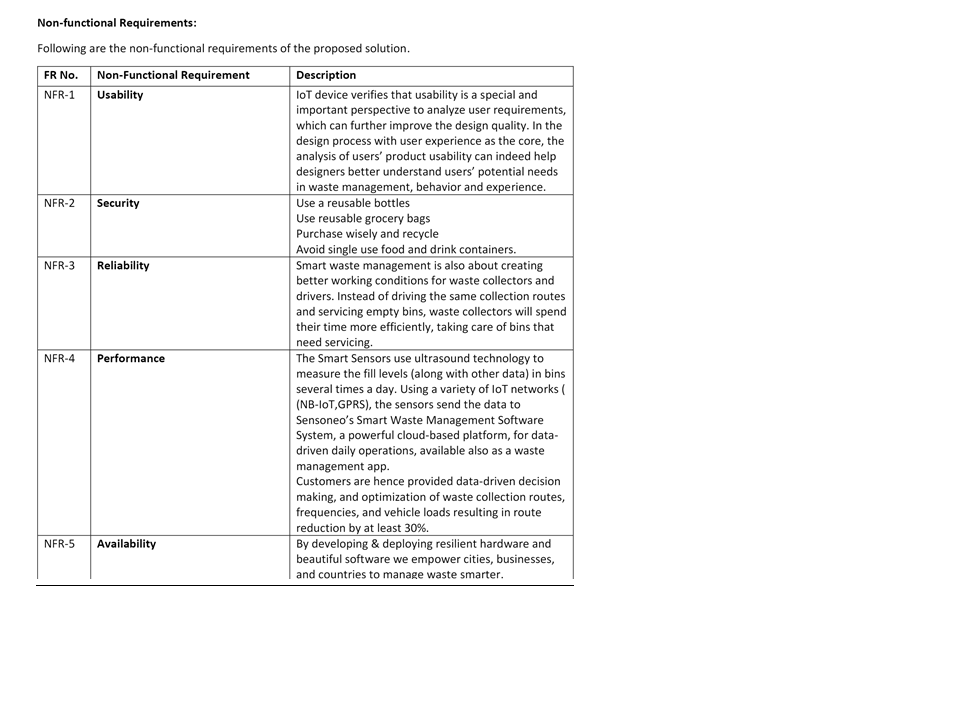 Non-functional Requirements:
Following are the non-functional requirements of the proposed solution.
FR No. Non-Functional Requirement Description
NFR-1 Usability IoT device verifies that usability is a special and
important perspective to analyze user requirements,
which can further improve the design quality. In the
design process with user experience as the core, the
analysis of users’ product usability can indeed help
designers better understand users’ potential needs
in waste management, behavior and experience.
NFR-2 Security Use a reusable bottles
Use reusable grocery bags
Purchase wisely and recycle
Avoid single use food and drink containers.
NFR-3 Reliability Smart waste management is also about creating
better working conditions for waste collectors and
drivers. Instead of driving the same collection routes
and servicing empty bins, waste collectors will spend
their time more efficiently, taking care of bins that
need servicing.
NFR-4 Performance The Smart Sensors use ultrasound technology to
measure the fill levels (along with other data) in bins
several times a day. Using a variety of IoT networks (
(NB-IoT,GPRS), the sensors send the data to
Sensoneo’s Smart Waste Management Software
System, a powerful cloud-based platform, for data-
driven daily operations, available also as a waste
management app.
Customers are hence provided data-driven decision
making, and optimization of waste collection routes,
frequencies, and vehicle loads resulting in route
reduction by at least 30%.
NFR-5 Availability By developing & deploying resilient hardware and
beautiful software we empower cities, businesses,
and countries to manage waste smarter.